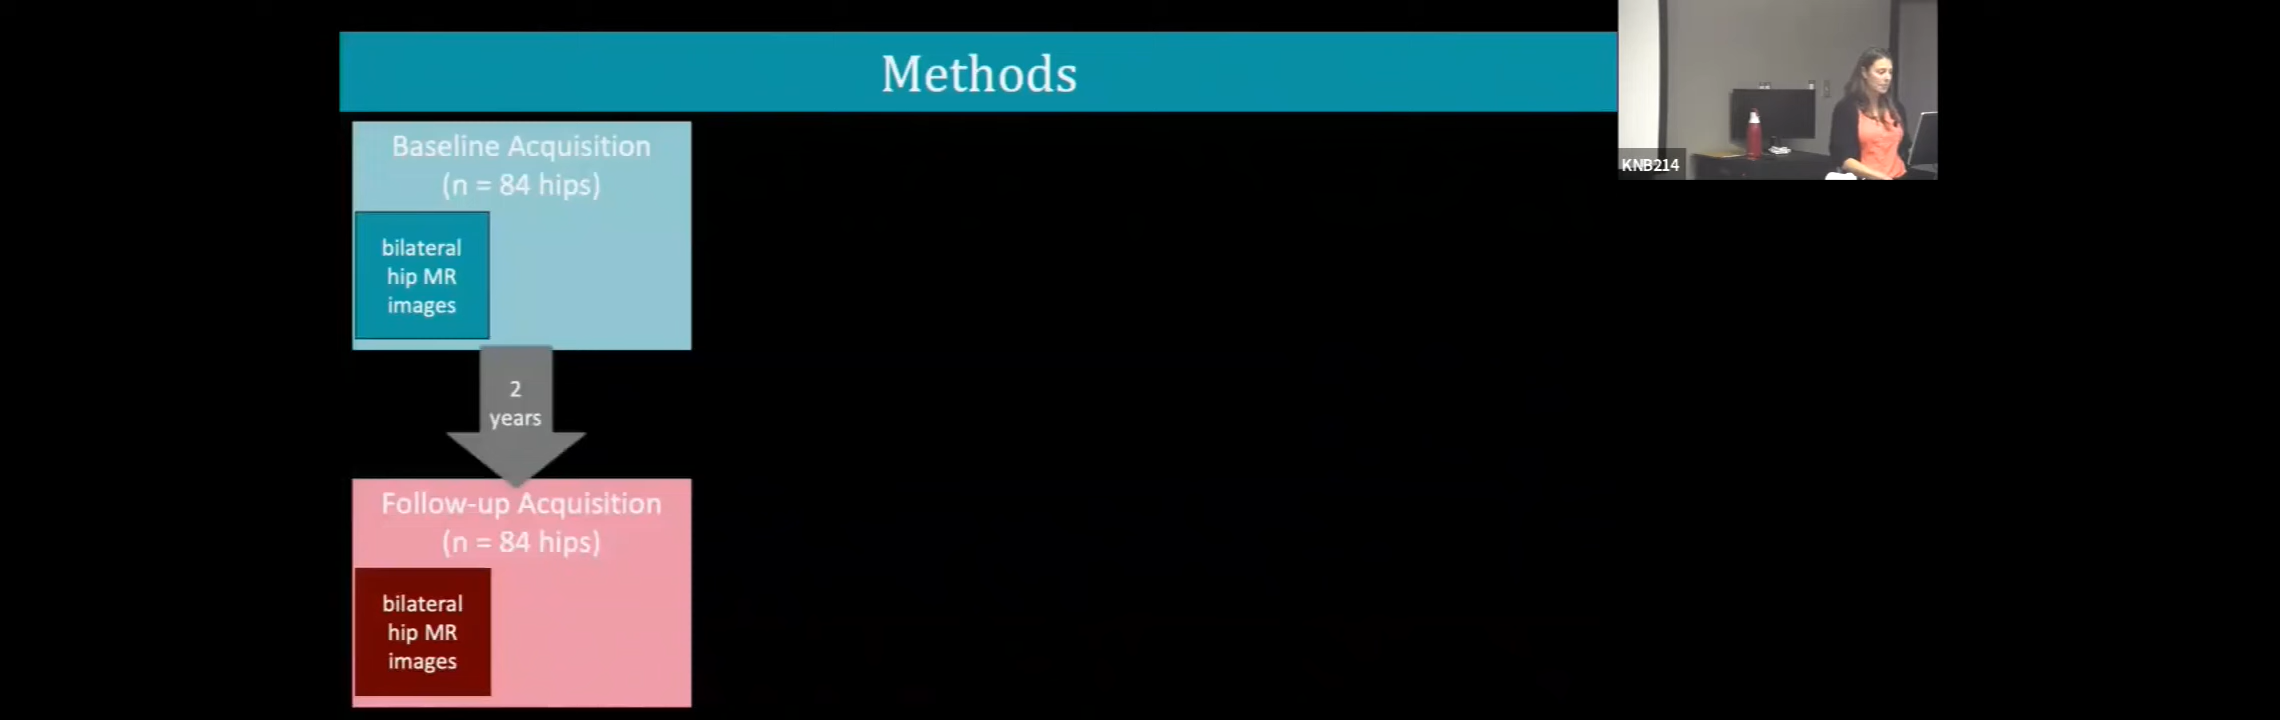 Methods
Baseline Acquisition
(n = 84 hips)
bilateral
hip MR
images
2
years
Follow-up Acquisition
(n = 84 hips)
bilateral
hip MR
images
KNB214